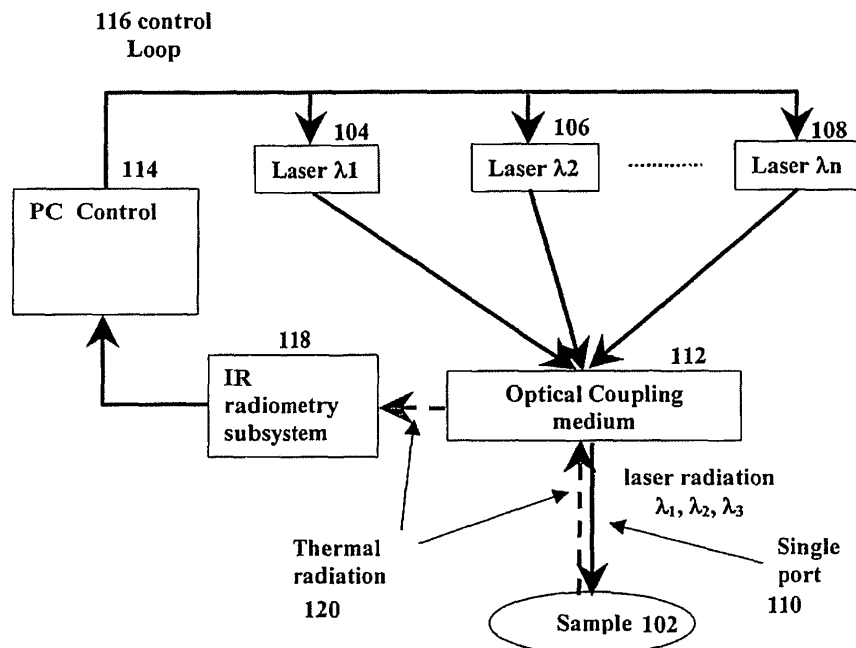 116 control
Loop
104
106
108
114
Laser λ1
Laser λ2
Laser λn
PC Control
118
112
IR
radiometry
subsystem
Optical Coupling
medium
laser radiation
λ₁, λ₂, λ₃
Thermal
radiation
120
Single
port
110
Sample 102